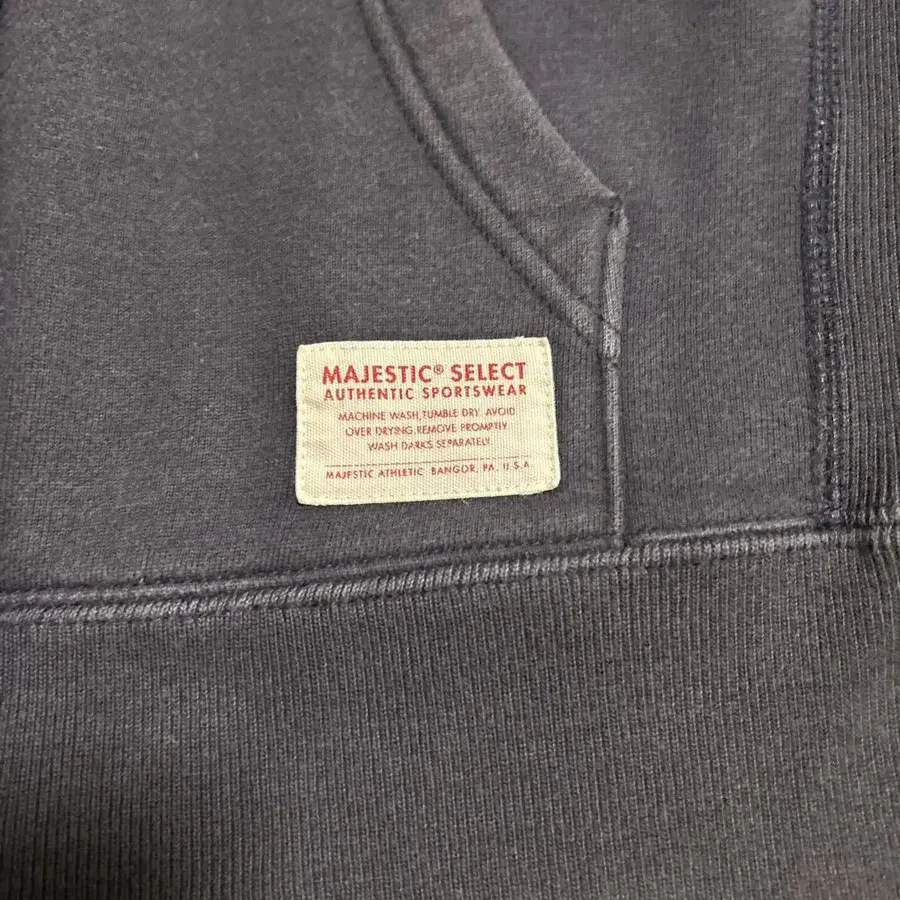 MAJESTIC® SELECT
AUTHENTIC SPORTSWEAR
MACHINE WASH, TUMBLE DRY. AVOID
OVER DRYING. REMOVE PROMPTLY
WASH DARKS SEPARATELY.
MAJESTIC ATHLETIC BANGOR, PA. U.S.A.